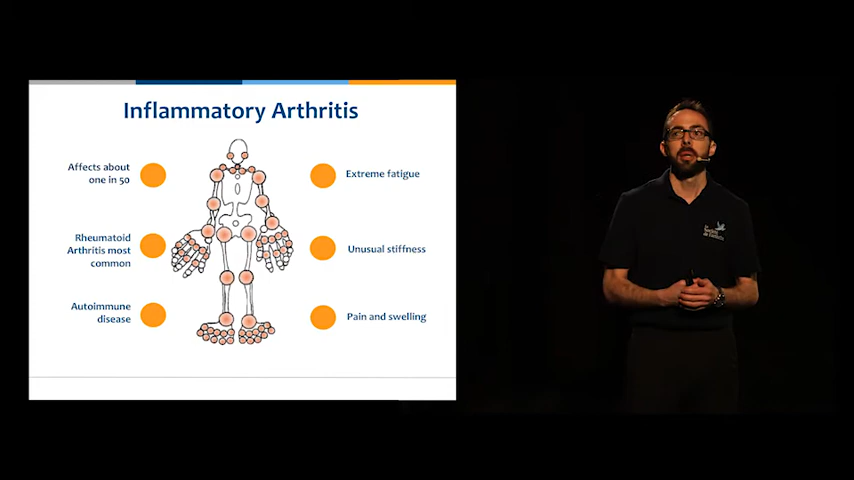 Inflammatory Arthritis
Affects about
one in 50
Rheumatoid
Arthritis most
common
Autoimmune
disease
Extreme fatigue
Unusual stiffness
Pain and swelling